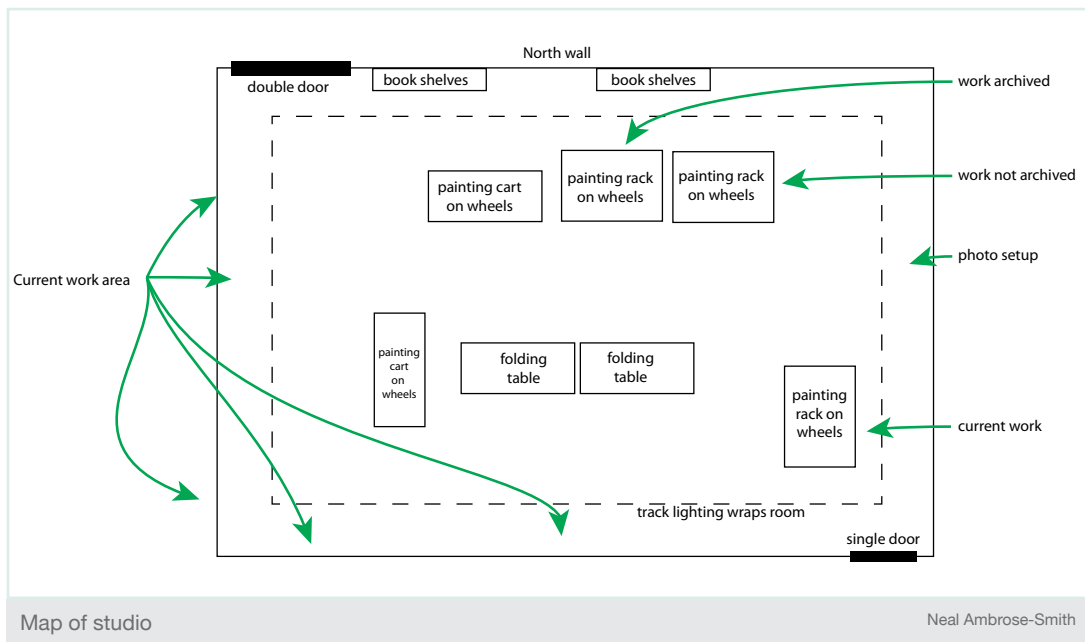 North wall
double door
book shelves
book shelves
work archived
painting cart
on wheels
painting rack
on wheels
painting rack
on wheels
work not archived
photo setup
Current work area
painting
cart
on
wheels
folding
table
folding
table
painting
rack on
wheels
current work
track lighting wraps room
single door
Map of studio
Neal Ambrose-Smith